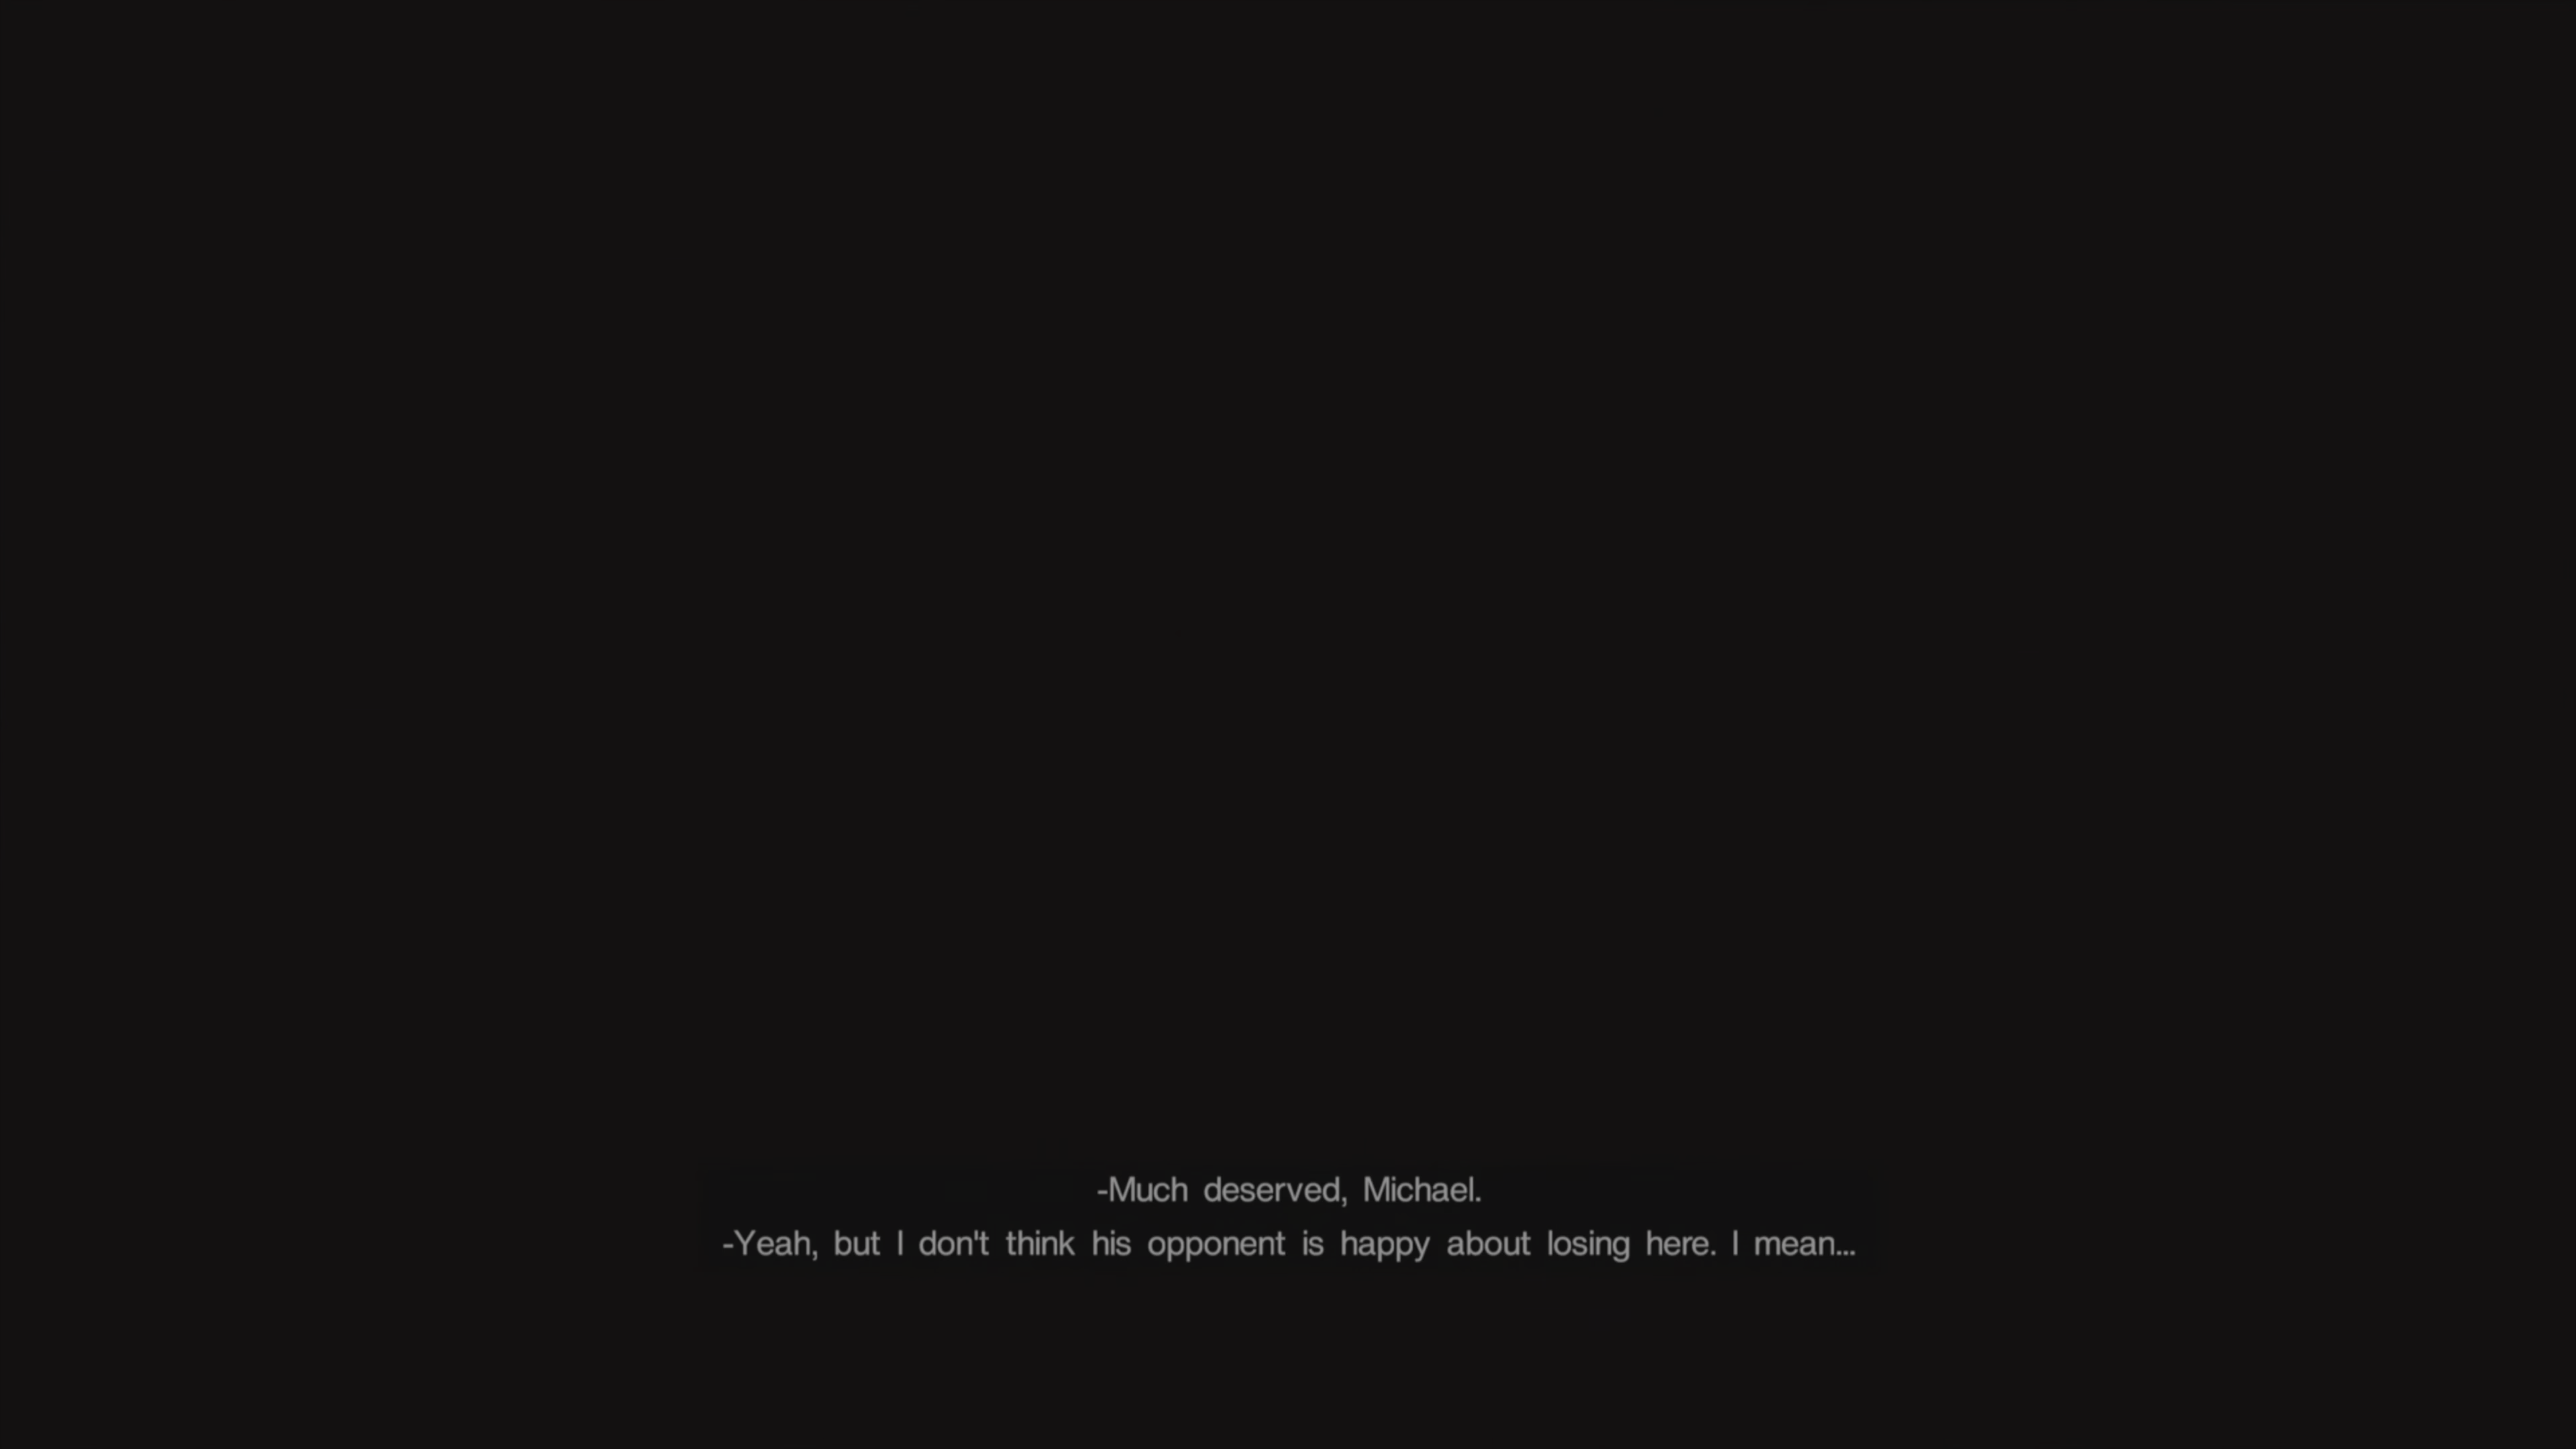 -Much deserved, Michael.
-Yeah, but I don't think his opponent is happy about losing here. I mean...